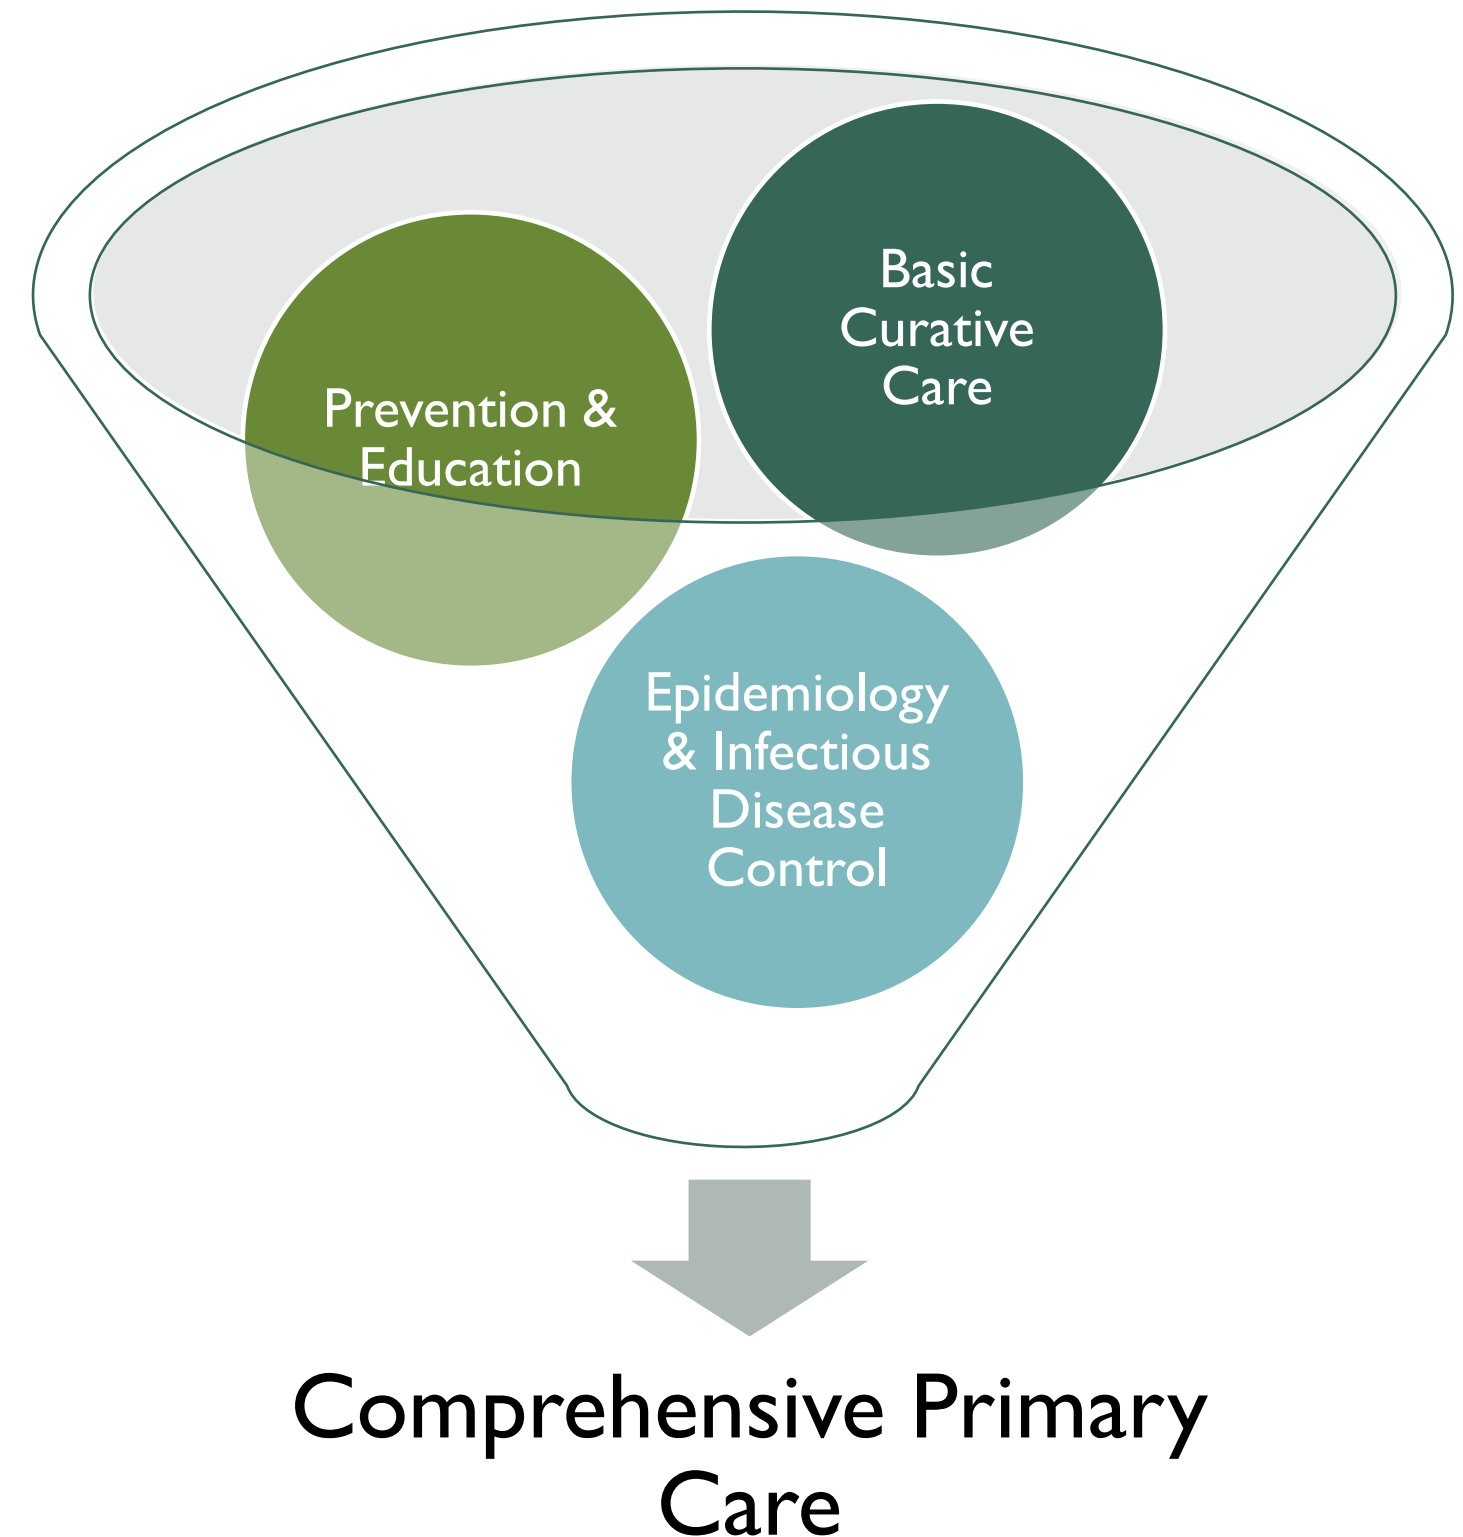 Basic
Curative
Care
Prevention &
Education
Epidemiology
& Infectious
Disease
Control
Comprehensive Primary
Care